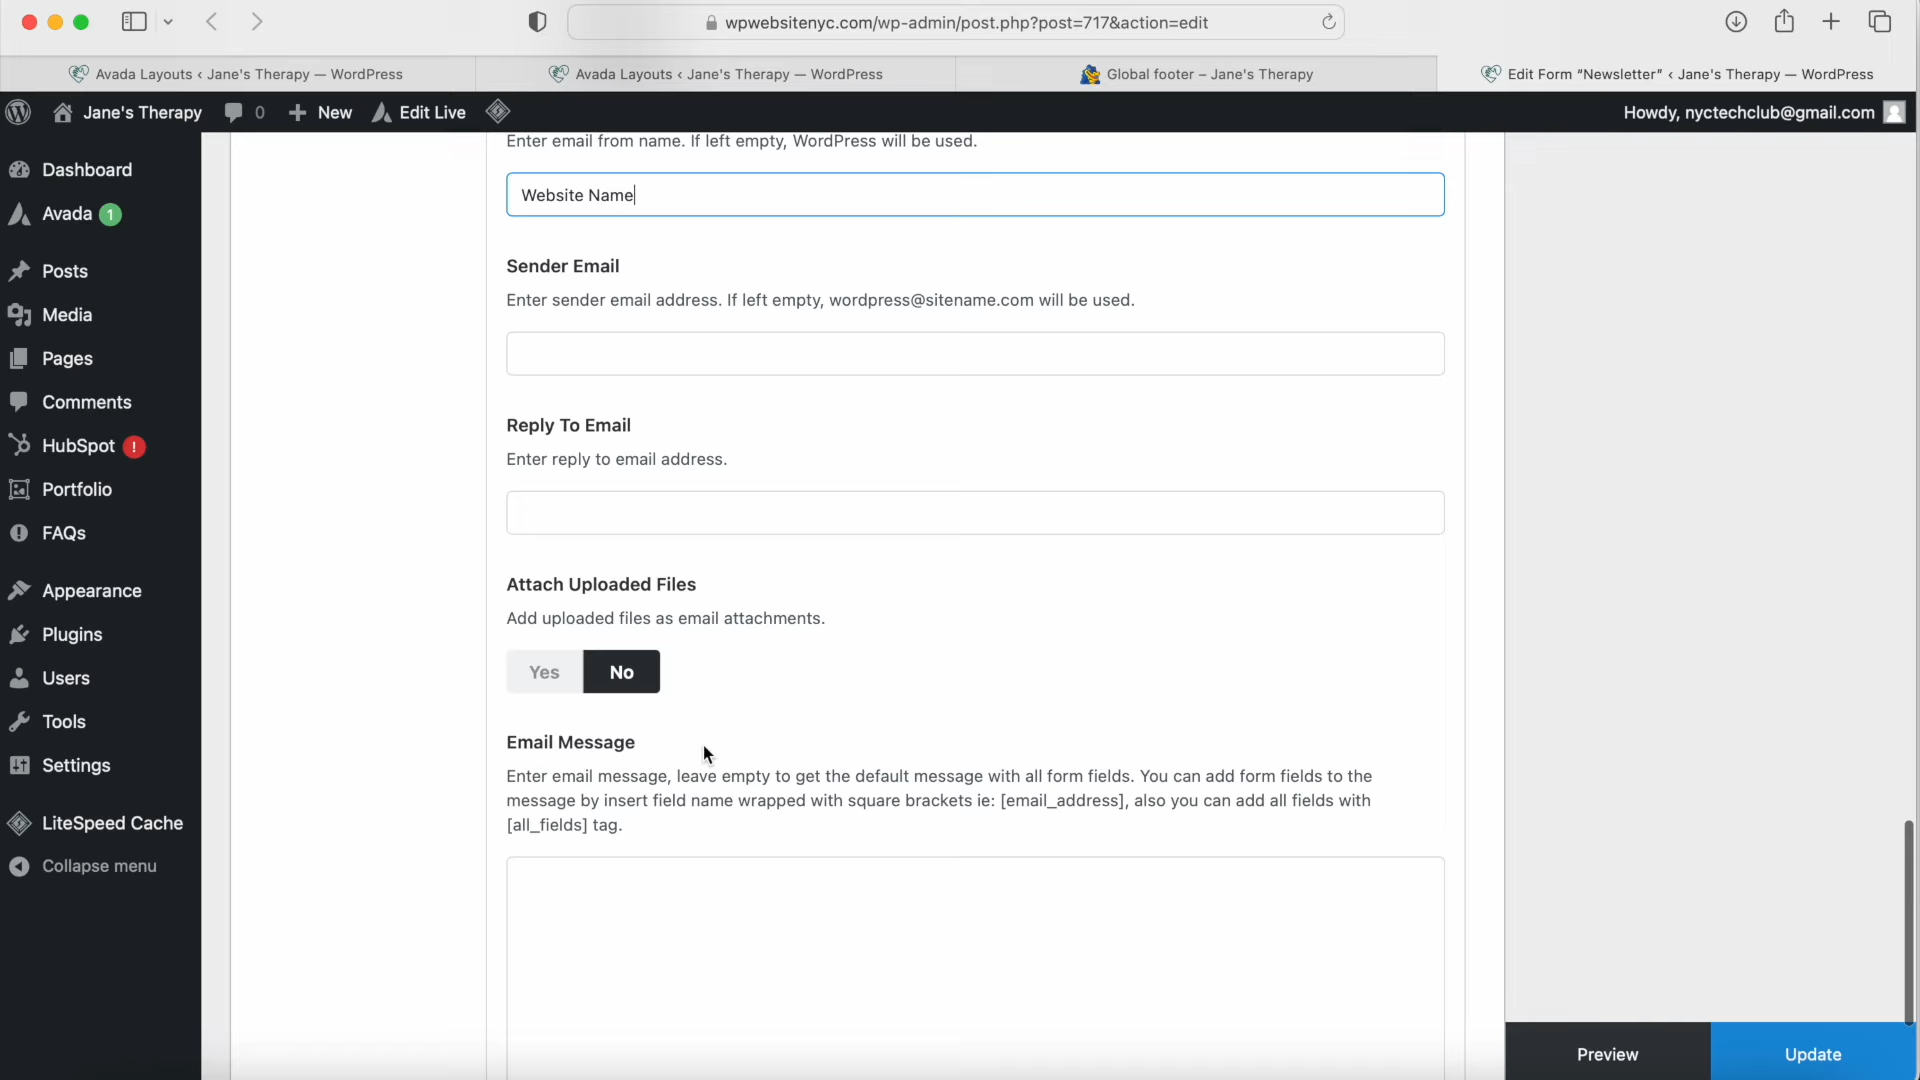 wpwebsitenyc.com/wp-admin/post.php?post=717&action=edit
Avada Layouts ‹ Jane's Therapy — WordPress
Avada Layouts ‹ Jane's Therapy — WordPress
Global footer – Jane's Therapy
Edit Form “Newsletter” ‹ Jane's Therapy — WordPress
Jane's Therapy
0
New
Edit Live
Howdy, nyctechclub@gmail.com
Dashboard
Avada 1
Posts
Media
Pages
Comments
HubSpot !
Portfolio
FAQs
Appearance
Plugins
Users
Tools
Settings
LiteSpeed Cache
Collapse menu
Enter email from name. If left empty, WordPress will be used.
Website Name
Sender Email
Enter sender email address. If left empty, wordpress@sitename.com will be used.
Reply To Email
Enter reply to email address.
Attach Uploaded Files
Add uploaded files as email attachments.
Yes No
Email Message
Enter email message, leave empty to get the default message with all form fields. You can add form fields to the
message by insert field name wrapped with square brackets ie: [email_address], also you can add all fields with
[all_fields] tag.
Preview
Update